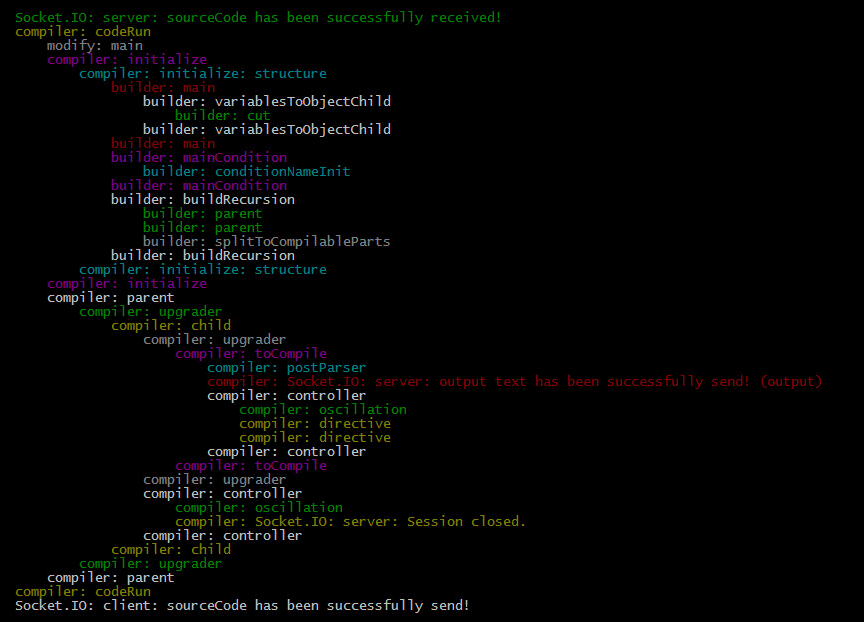 Socket.IO: server: sourceCode has been successfully received!
compiler: codeRun
modify: main
compiler: initialize
compiler: initialize: structure
builder: main
builder: variablesToObjectChild
builder: cut
builder: variablesToObjectChild
builder: main
builder: mainCondition
builder: conditionNameInit
builder: mainCondition
builder: buildRecursion
builder: parent
builder: parent
builder: splitToCompilableParts
builder: buildRecursion
compiler: initialize: structure
compiler: initialize
compiler: parent
compiler: upgrader
compiler: child
compiler: upgrader
compiler: toCompile
compiler: postParser
compiler: Socket.IO: server: output text has been successfully send! (output)
compiler: controller
compiler: oscillation
compiler: directive
compiler: directive
compiler: controller
compiler: toCompile
compiler: upgrader
compiler: controller
compiler: oscillation
compiler: Socket.IO: server: Session closed.
compiler: controller
compiler: child
compiler: upgrader
compiler: parent
compiler: codeRun
Socket.IO: client: sourceCode has been successfully send!